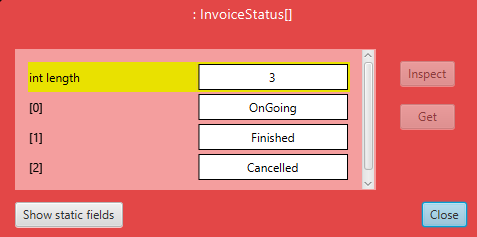 : InvoiceStatus[]
int length 3
[0] OnGoing
[1] Finished
[2] Cancelled
Inspect
Get
Show static fields
Close